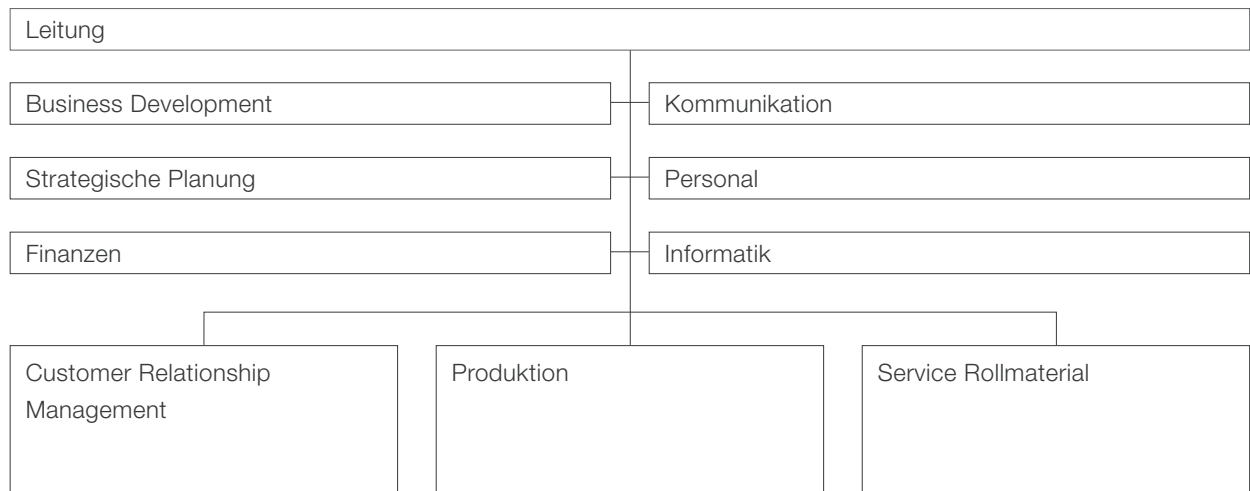 Leitung
Business Development
Kommunikation
Strategische Planung
Personal
Finanzen
Informatik
Customer Relationship
Management
Produktion
Service Rollmaterial